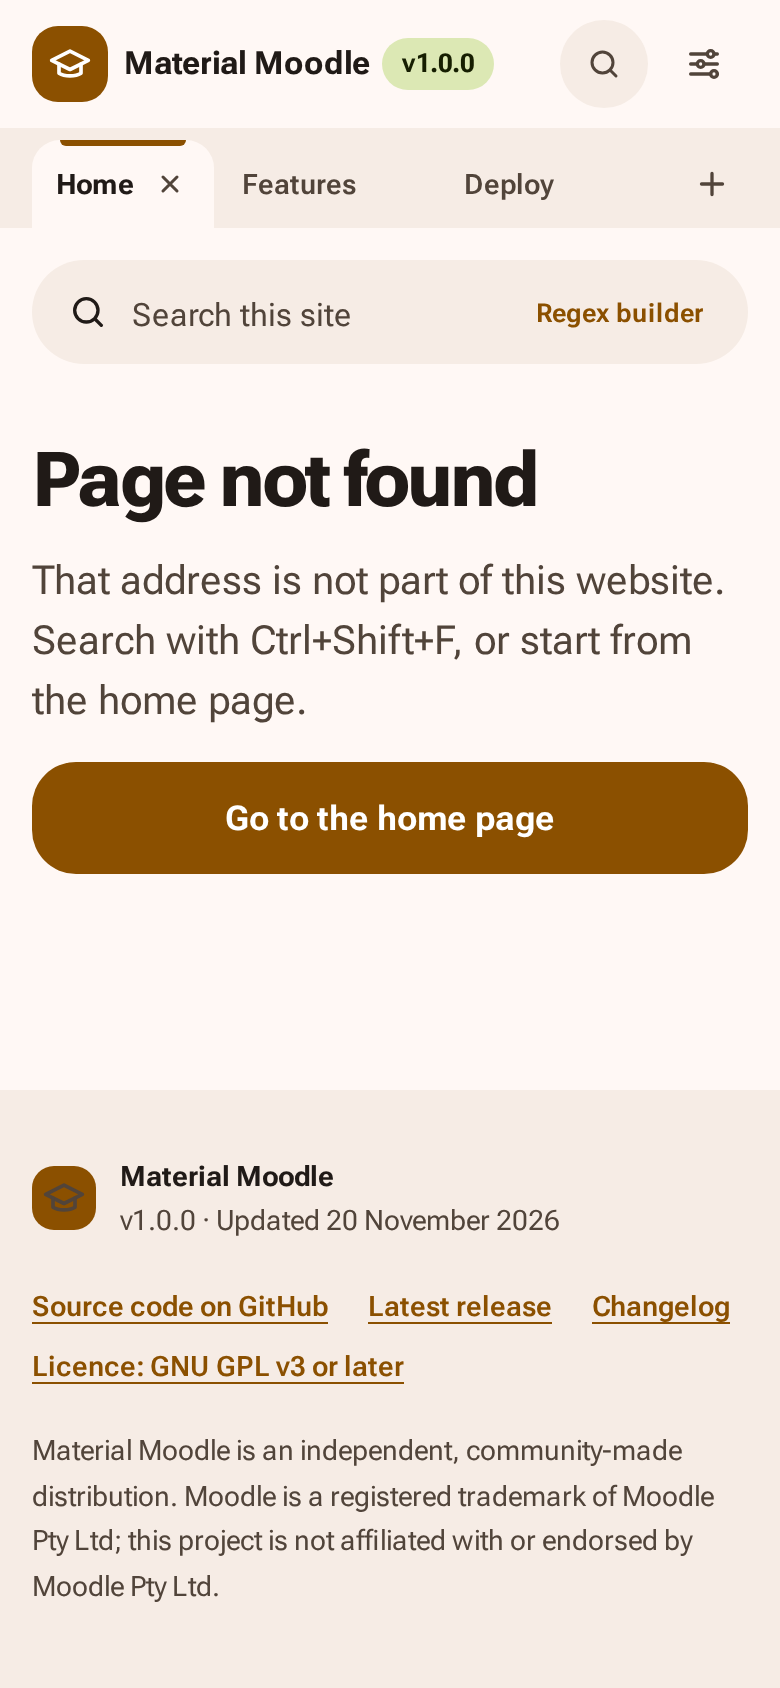 Material Moodle v1.0.0
Home Features Deploy
Search this site Regex builder
Page not found
That address is not part of this website.
Search with Ctrl+Shift+F, or start from
the home page.
Go to the home page
Material Moodle
v1.0.0 · Updated 20 November 2026
Source code on GitHub Latest release Changelog
Licence: GNU GPL v3 or later
Material Moodle is an independent, community-made
distribution. Moodle is a registered trademark of Moodle
Pty Ltd; this project is not affiliated with or endorsed by
Moodle Pty Ltd.